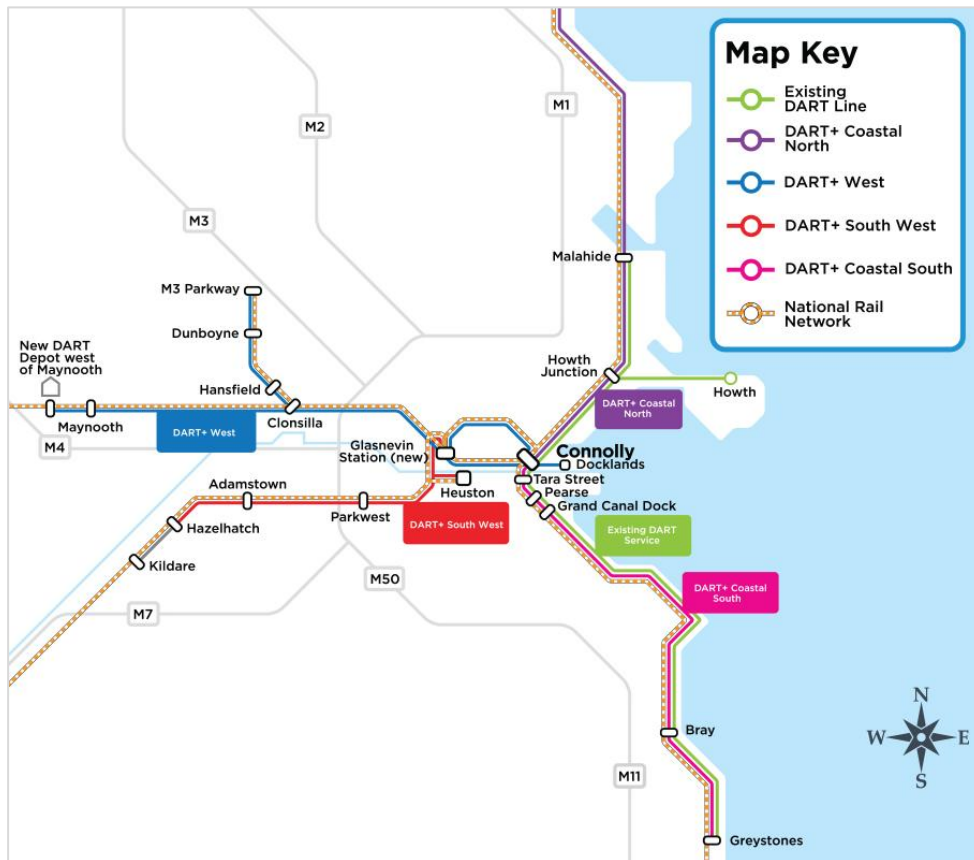 Map Key
Existing
DART Line
DART+ Coastal
North
DART+ West
DART+ South West
DART+ Coastal South
National Rail
Network
M1
M2
M3
Malahide
M3 Parkway
Dunboyne
New DART
Depot west
of Maynooth
Howth
Junction
Hansfield
Howth
DART+ Coastal
North
Maynooth
Clonsilla
DART+ West
M4
Glasnevin
Station (new)
Connolly
Docklands
Heuston
Tara Street
Pearse
Grand Canal Dock
Adamstown
Parkwest
Hazelhatch
DART+ South West
Existing DART
Service
Kildare
M50
DART+ Coastal
South
M7
N
W
E
S
Bray
M11
Greystones